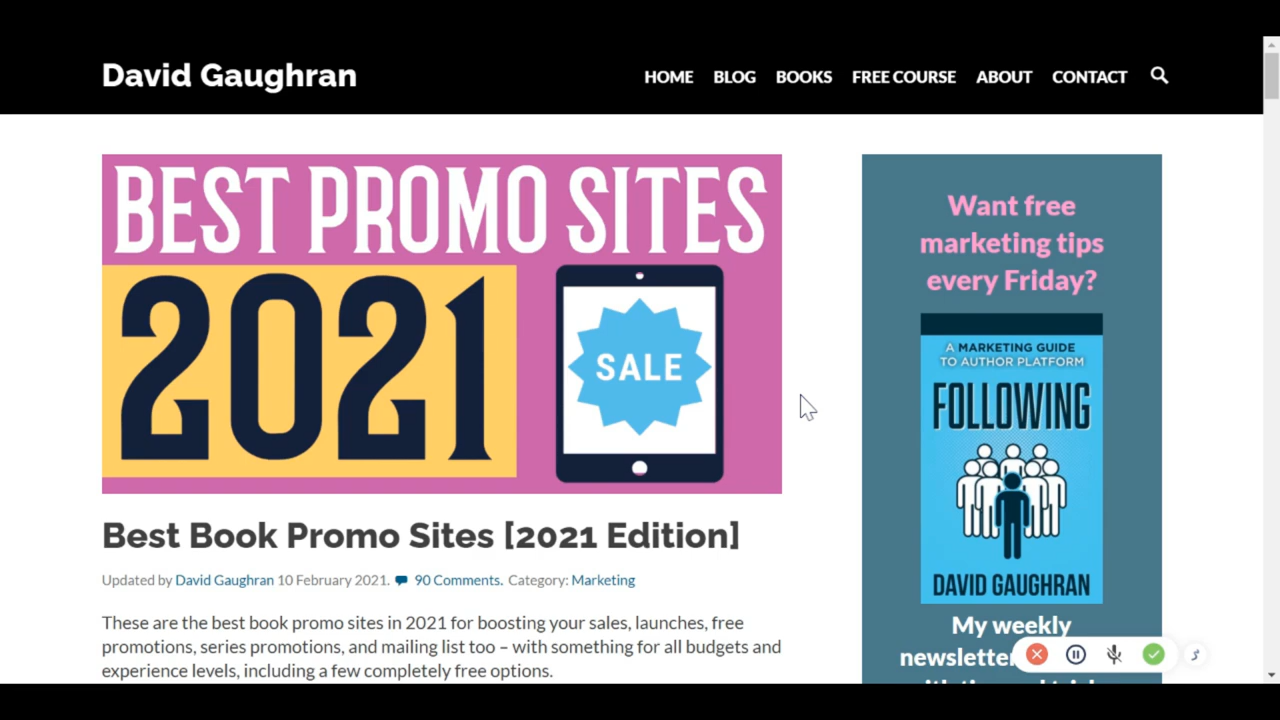 David Gaughran
HOME BLOG BOOKS FREE COURSE ABOUT CONTACT
BEST PROMO SITES
2021
SALE
Best Book Promo Sites [2021 Edition]
Updated by David Gaughran 10 February 2021. 90 Comments. Category: Marketing
These are the best book promo sites in 2021 for boosting your sales, launches, free
promotions, series promotions, and mailing list too – with something for all budgets and
experience levels, including a few completely free options.
Want free
marketing tips
every Friday?
A MARKETING GUIDE
TO AUTHOR PLATFORM
FOLLOWING
DAVID GAUGHRAN
My weekly
newsletter